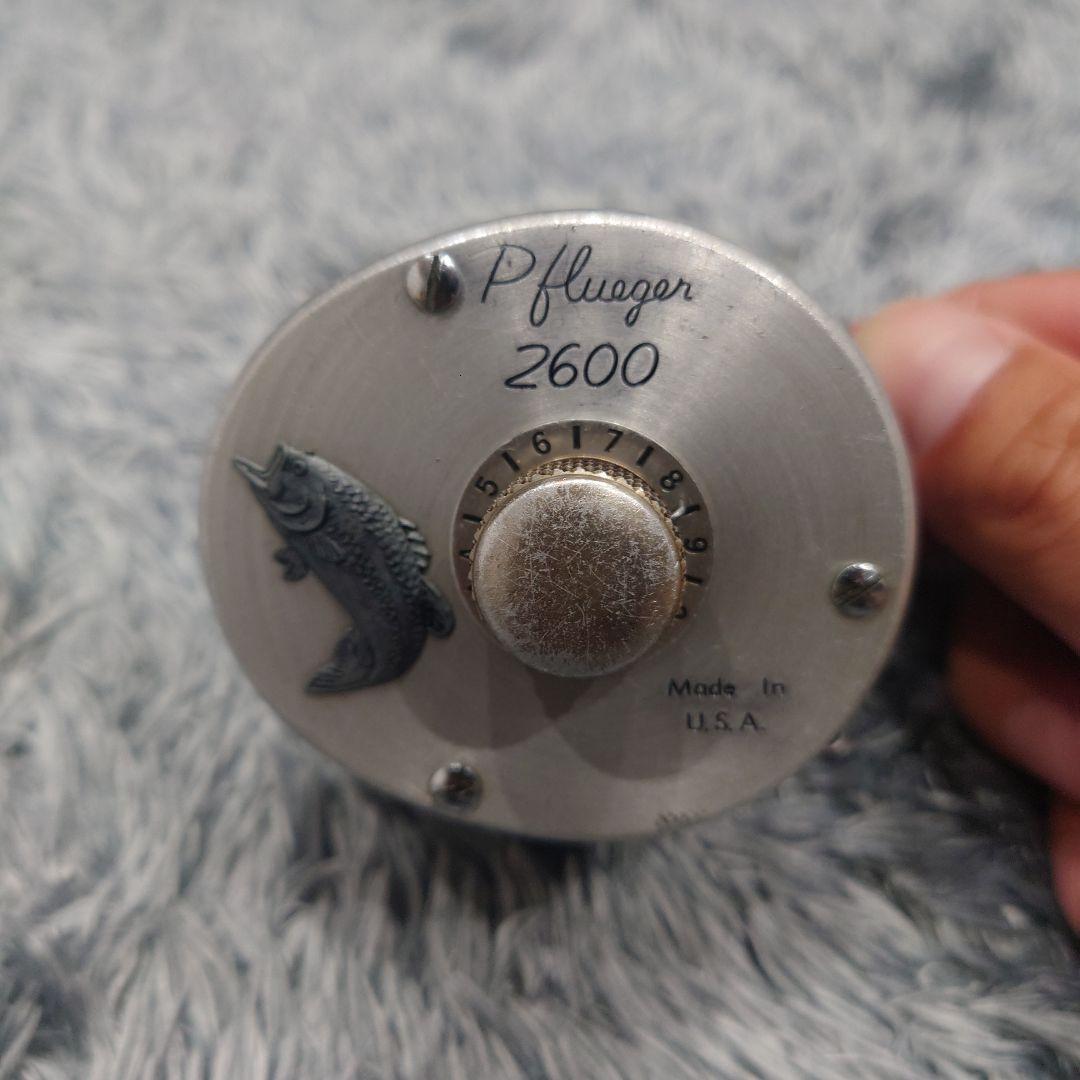 Pflueger
2600
5 6 7 8 9
Made In
U.S.A.